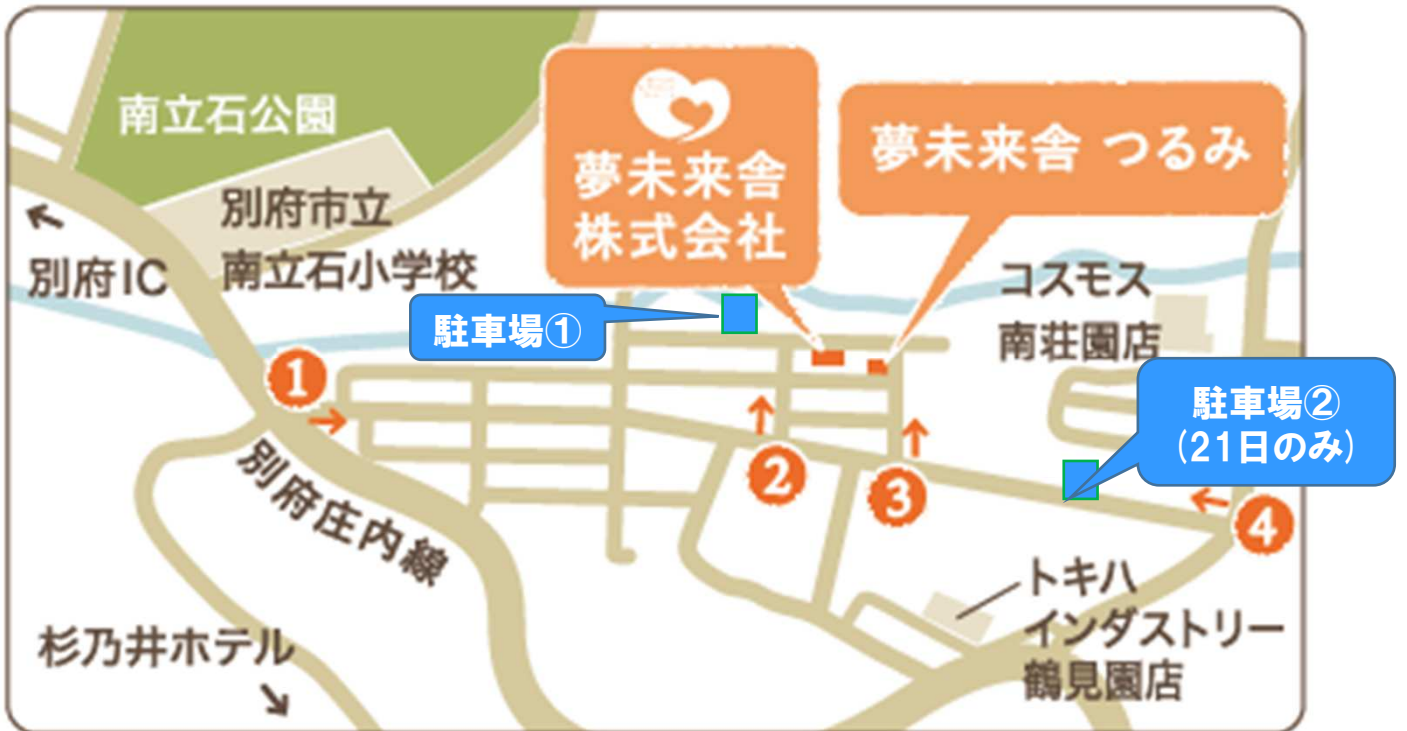 南立石公園
別府市立
南立石小学校
別府IC
夢未来舎
株式会社
夢未来舎 つるみ
コスモス
南荘園店
駐車場①
駐車場②
(21日のみ)
1
2
3
4
別府庄内線
杉乃井ホテル
トキハ
インダストリー
鶴見園店